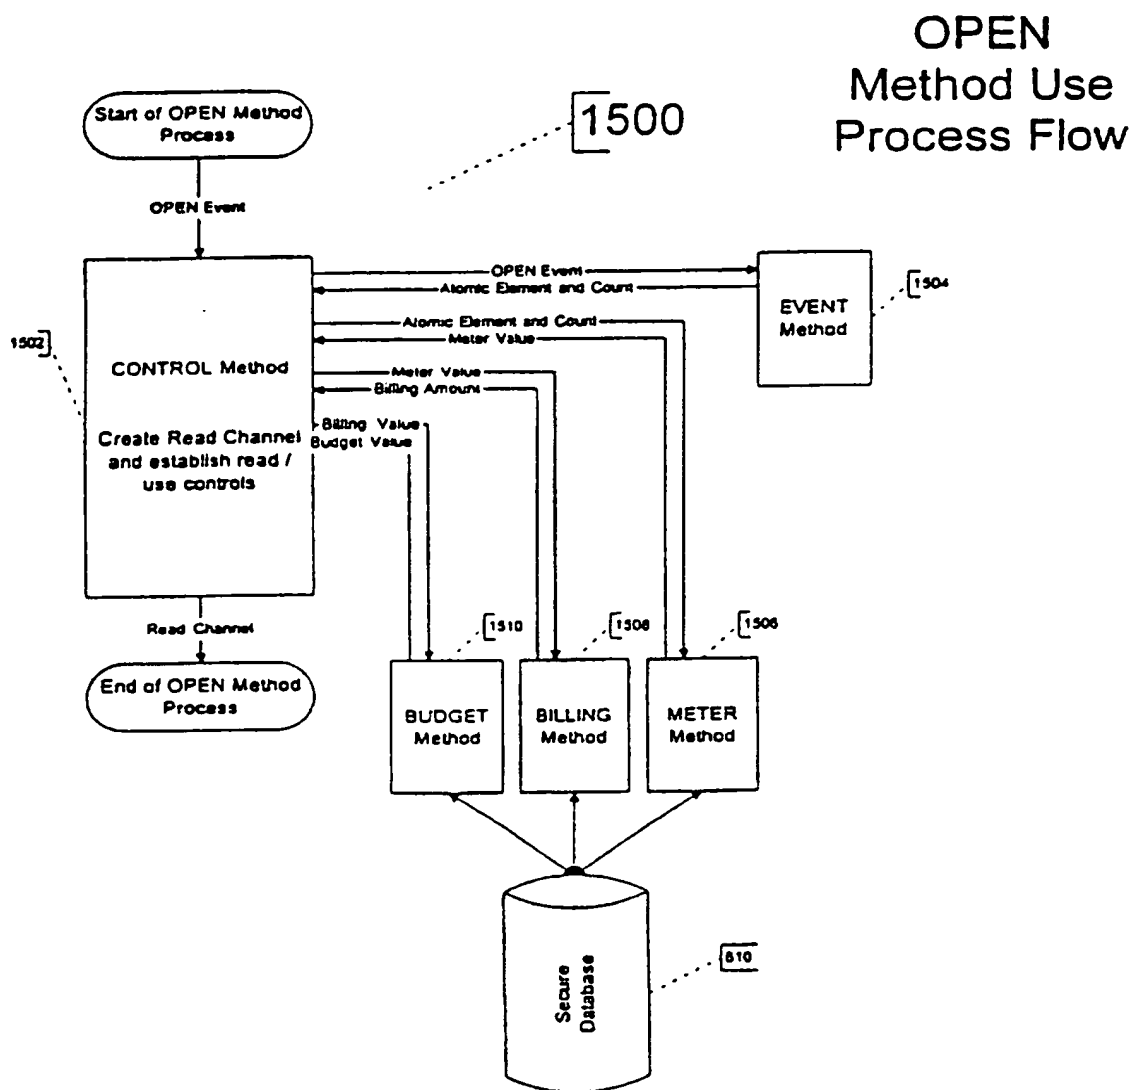 OPEN
Method Use
Process Flow
Start of OPEN Method
Process
1500
OPEN Event
OPEN Event
Atomic Element and Count
EVENT
Method
1504
Atomic Element and Count
Meter Value
1502
CONTROL Method
Meter Value
Billing Amount
Billing Value
Budget Value
Create Read Channel
and establish read /
use controls
Read Channel
1510
1508
1506
End of OPEN Method
Process
BUDGET
Method
BILLING
Method
METER
Method
Secure
Database
610